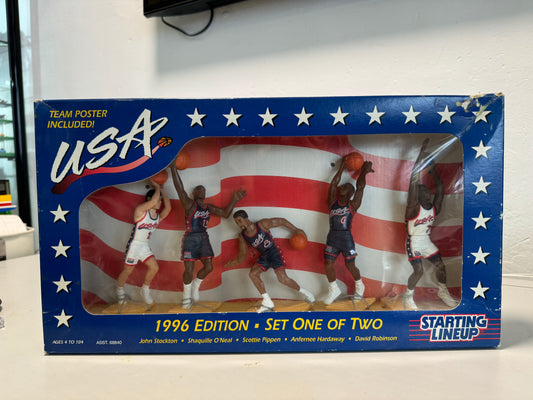 TEAM POSTER
INCLUDED!
USA
1996 EDITION • SET ONE OF TWO
John Stockton • Shaquille O'Neal • Scottie Pippen • Anfernee Hardaway • David Robinson
AGES 4 TO 104
ASST. 68840
STARTING
LINEUP